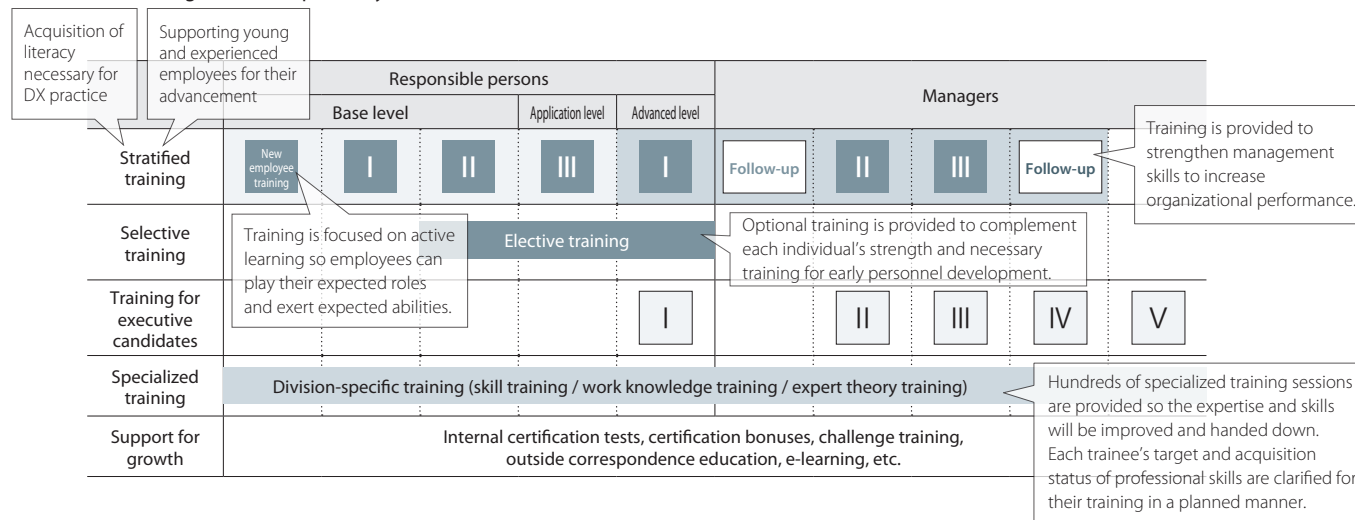 Acquisition of
literacy
necessary for
DX practice
Supporting young
and experienced
employees for their
advancement
Responsible persons
Managers
Base level
Application level
Advanced level
Training is provided to
strengthen management
skills to increase
organizational performance.
Stratified
training
New
employee
training
I
II
III
I
Follow-up
II
III
Follow-up
Selective
training
Training is focused on active
learning so employees can
play their expected roles
and exert expected abilities.
Elective training
Optional training is provided to complement
each individual's strength and necessary
training for early personnel development.
Training for
executive
candidates
I
II
III
IV
V
Specialized
training
Division-specific training (skill training / work knowledge training / expert theory training)
Hundreds of specialized training sessions
are provided so the expertise and skills
will be improved and handed down.
Each trainee's target and acquisition
status of professional skills are clarified for
their training in a planned manner.
Support for
growth
Internal certification tests, certification bonuses, challenge training,
outside correspondence education, e-learning, etc.